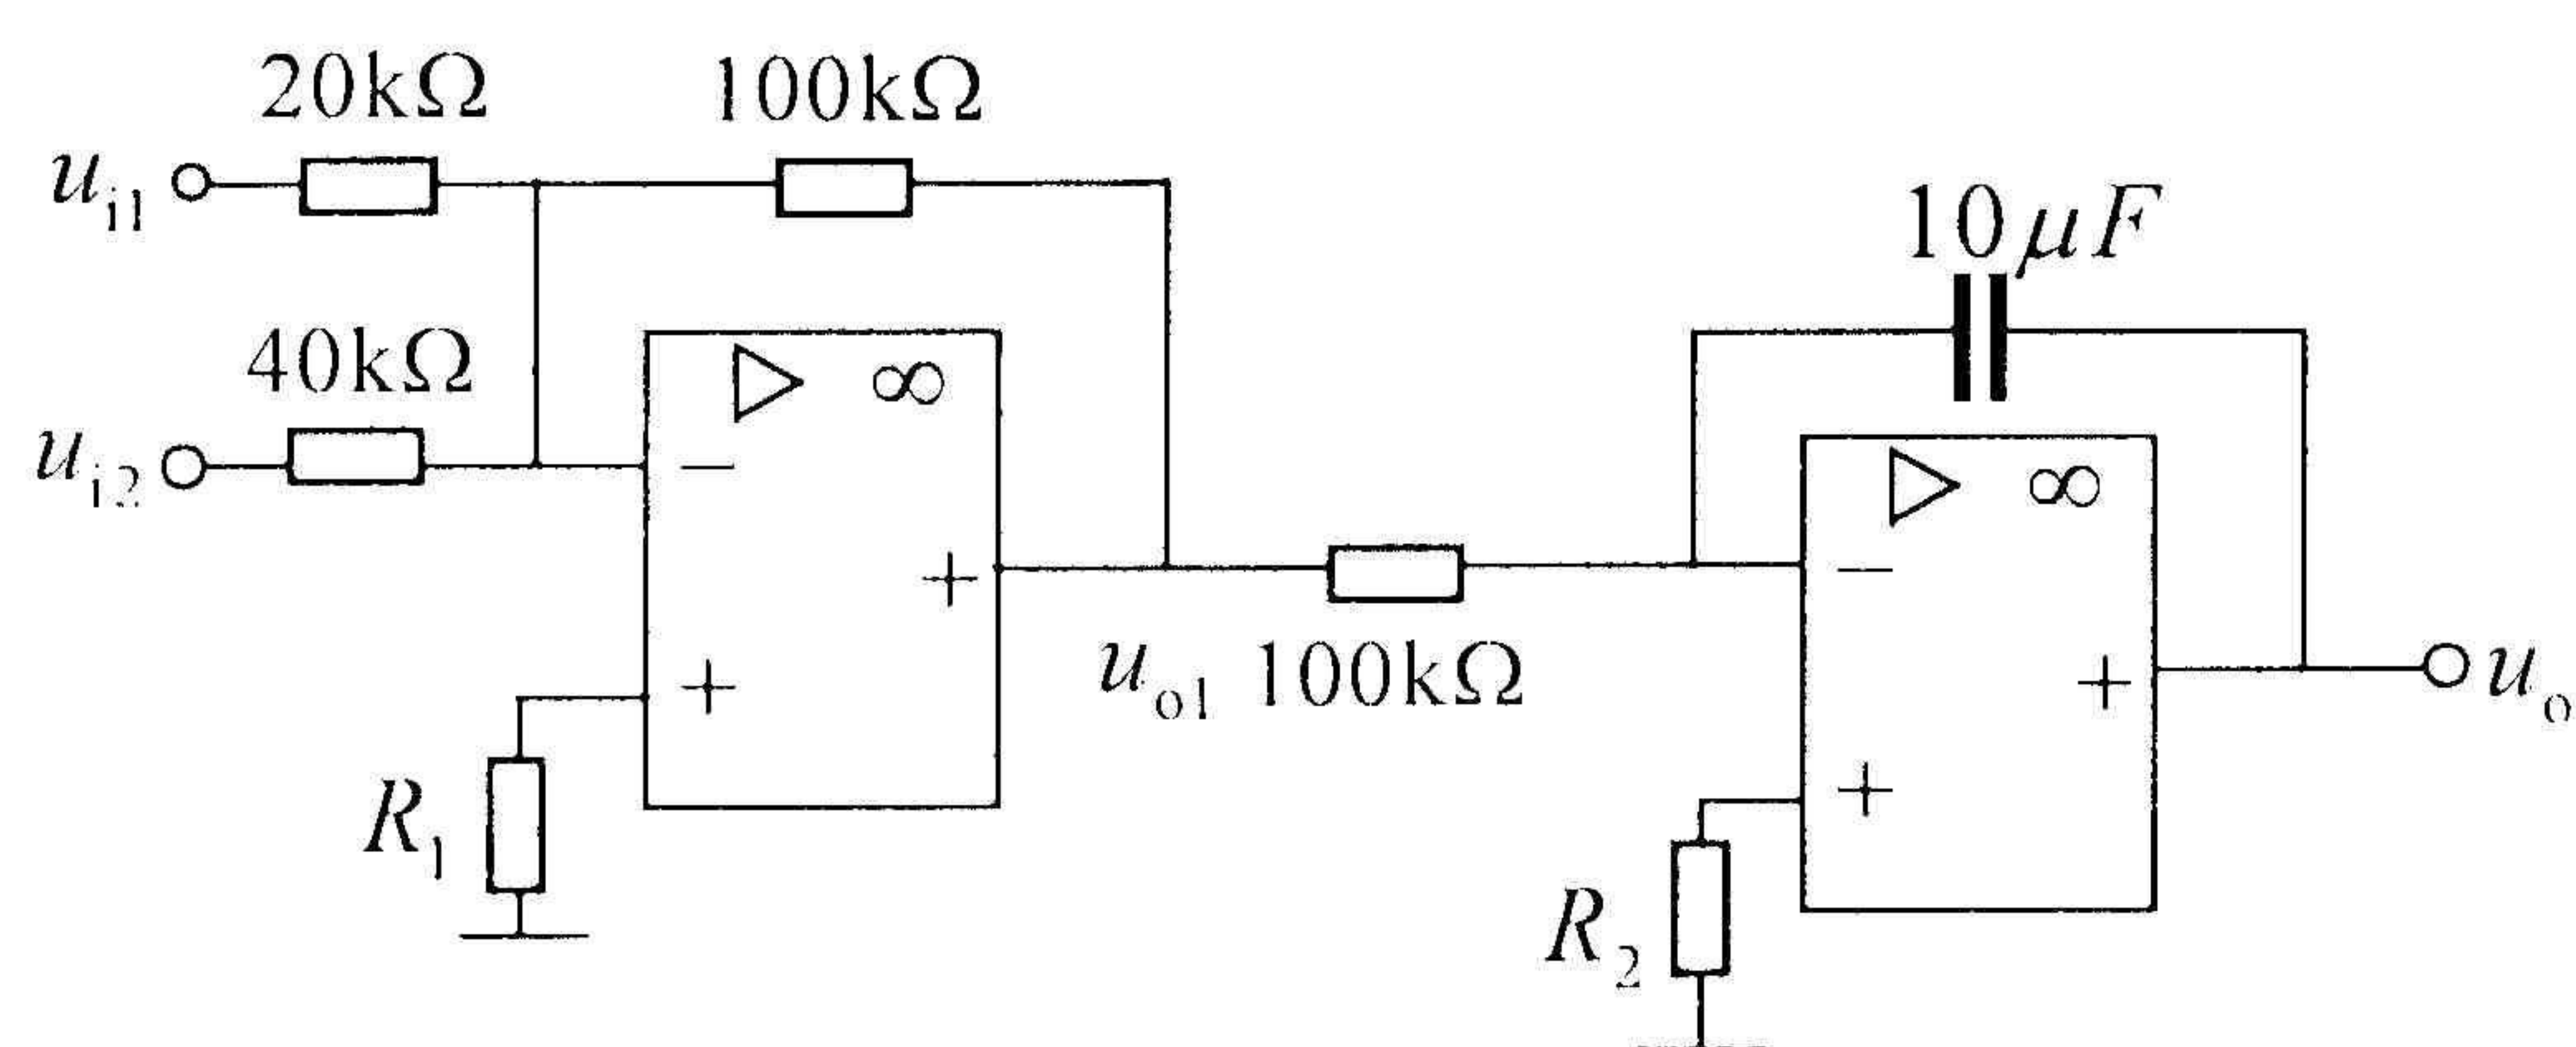 20kΩ 100kΩ
u_i1
10μF
40kΩ
▷ ∞
u_i2
−
▷ ∞
+
−
+
u_o1 100kΩ
+
u_o
R_1
+
R_2